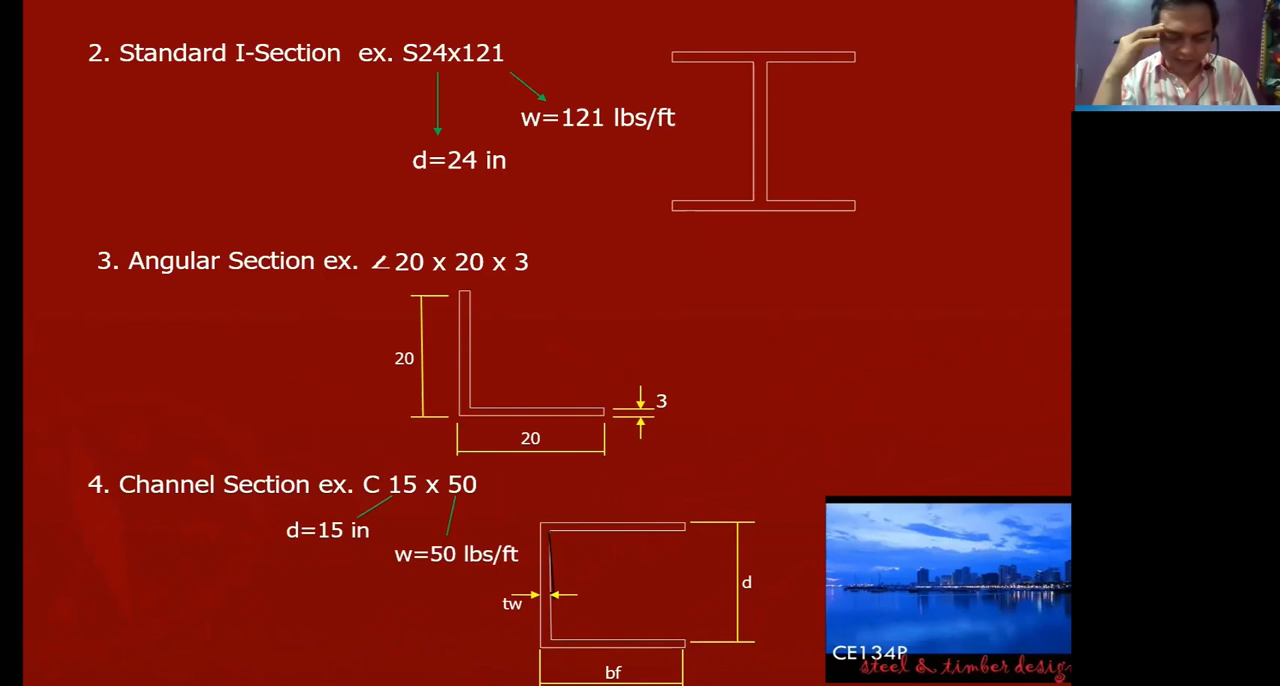 2. Standard I-Section ex. S24x121
w=121 lbs/ft
d=24 in
3. Angular Section ex. ∠ 20 x 20 x 3
20
3
20
4. Channel Section ex. C 15 x 50
d=15 in
w=50 lbs/ft
d
tw
bf
CE134P
steel & timber design